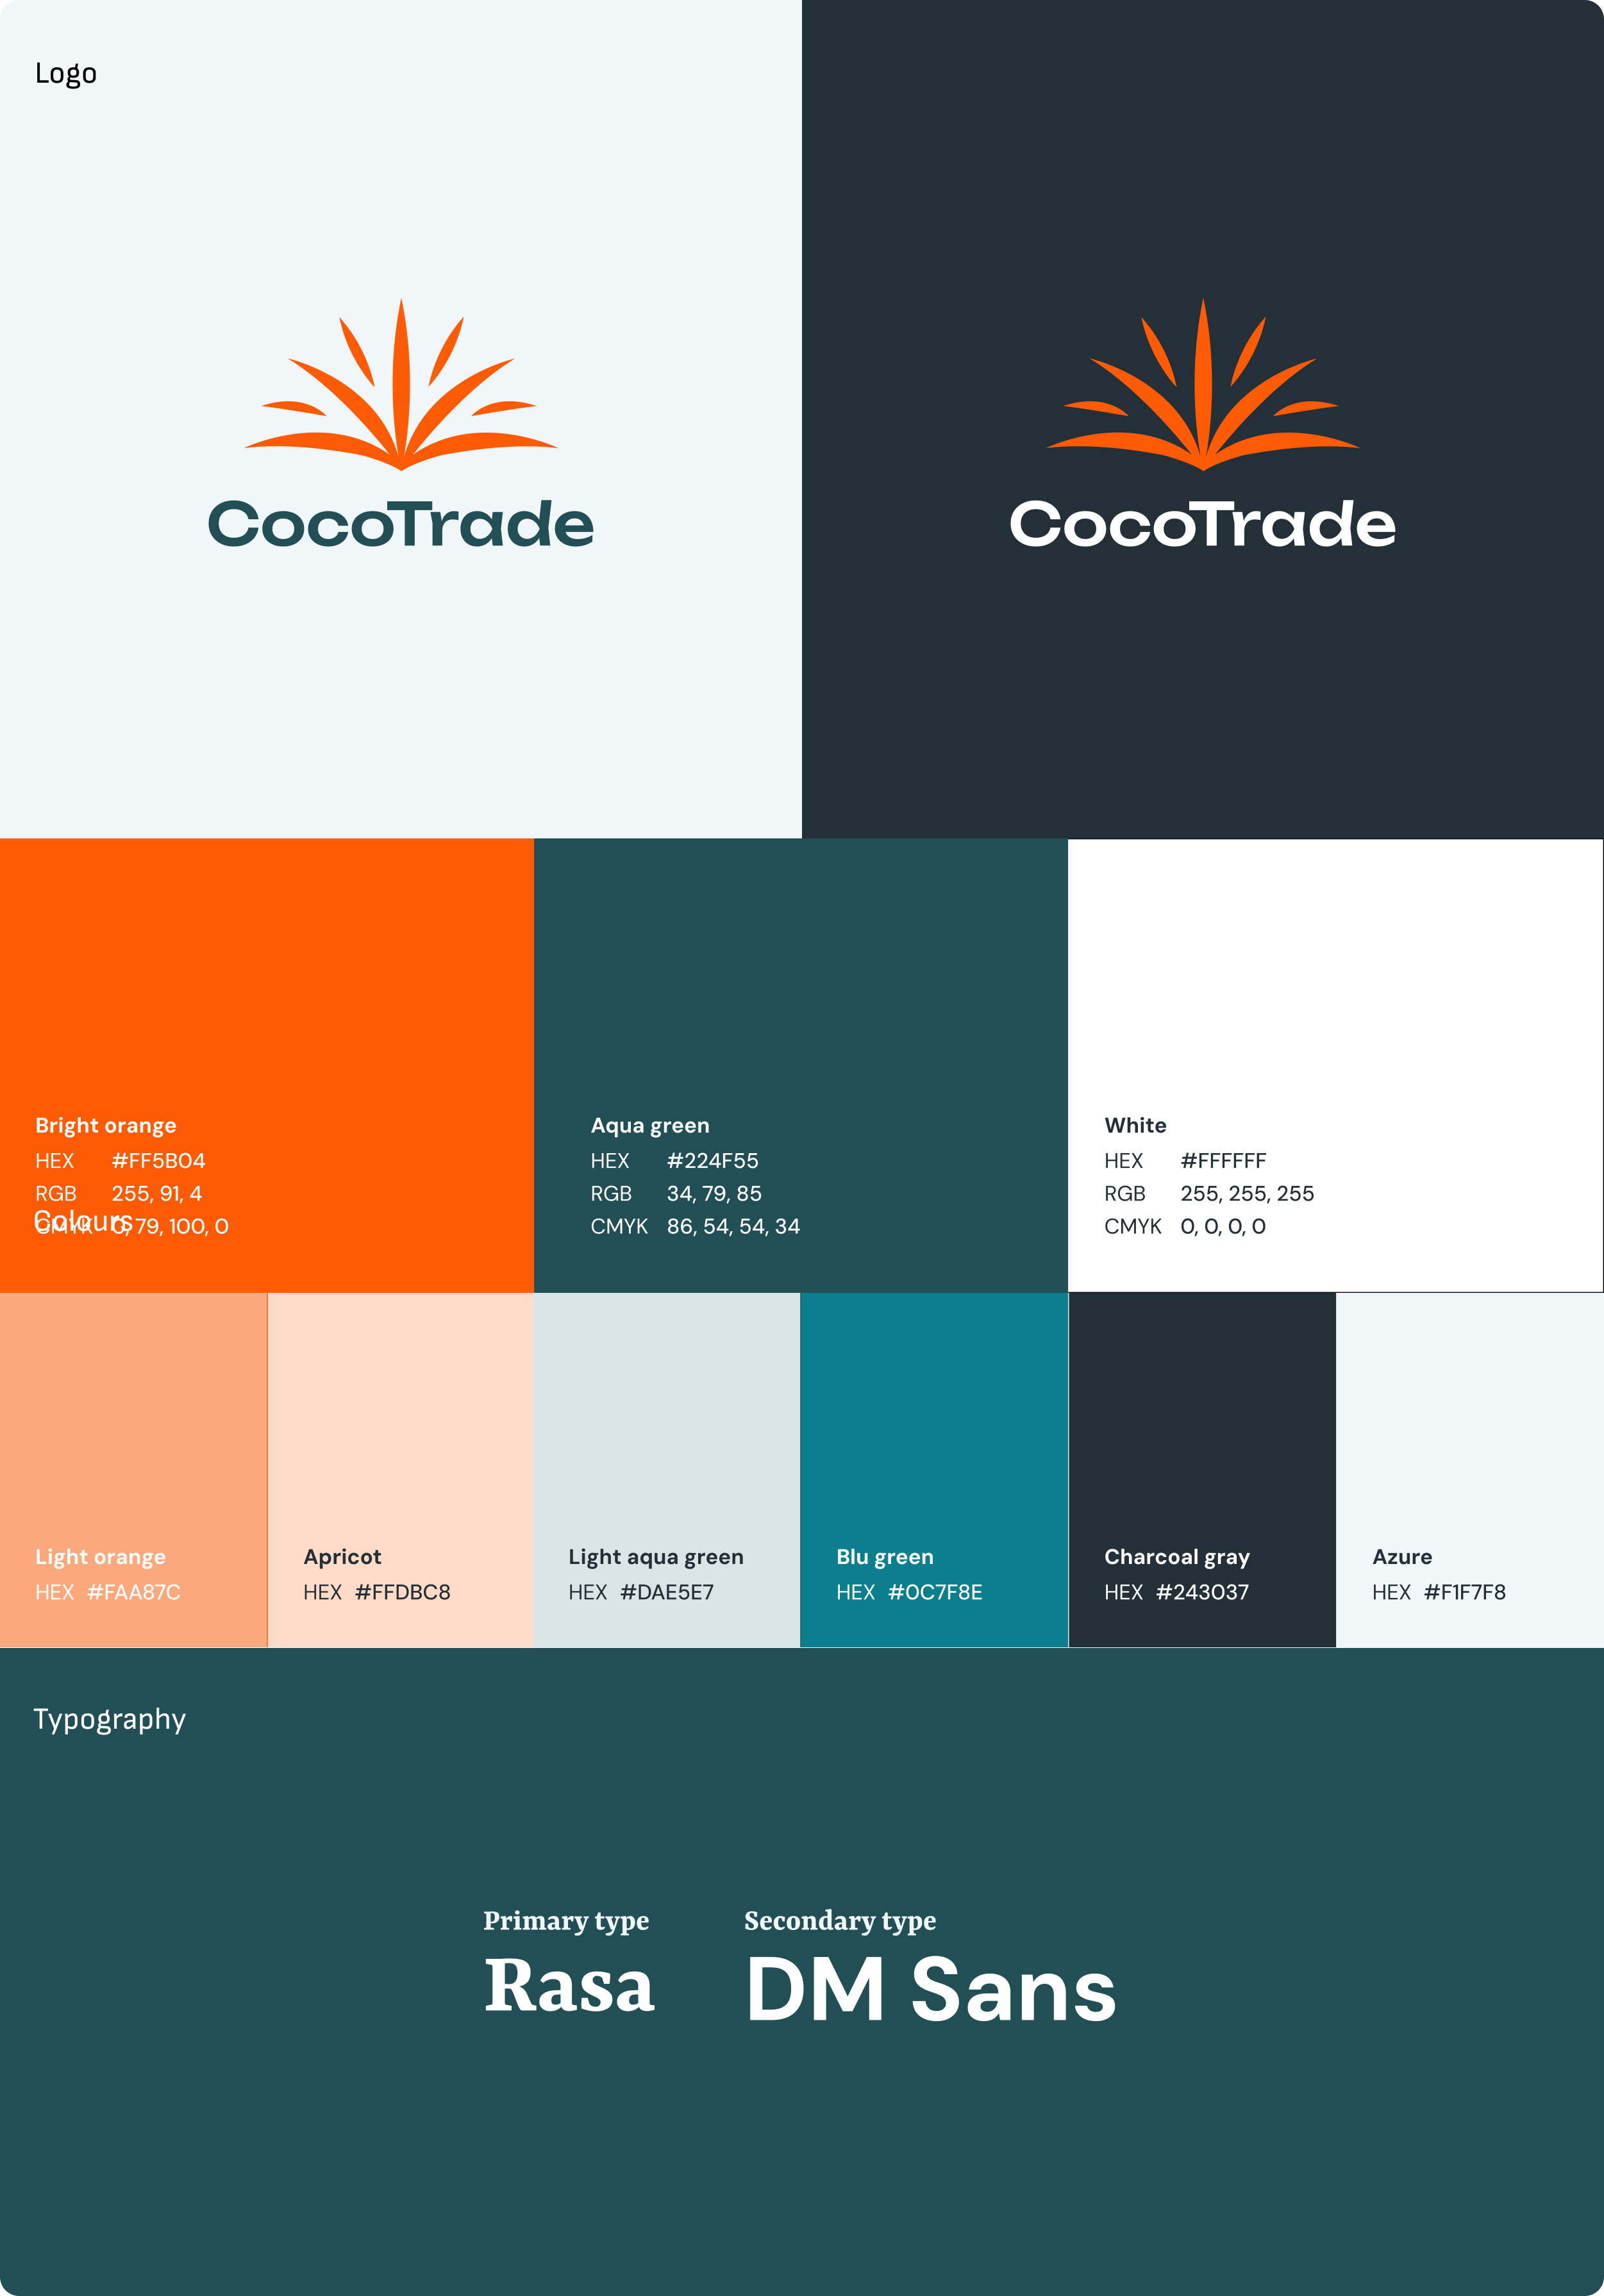 Logo
CocoTrade
CocoTrade
Bright orange
HEX #FF5B04
RGB 255, 91, 4
CMYK 0, 79, 100, 0
Colours
Aqua green
HEX #224F55
RGB 34, 79, 85
CMYK 86, 54, 54, 34
White
HEX #FFFFFF
RGB 255, 255, 255
CMYK 0, 0, 0, 0
Light orange
HEX #FAA87C
Apricot
HEX #FFDBC8
Light aqua green
HEX #DAE5E7
Blu green
HEX #0C7F8E
Charcoal gray
HEX #243037
Azure
HEX #F1F7F8
Typography
Primary type
Rasa
Secondary type
DM Sans